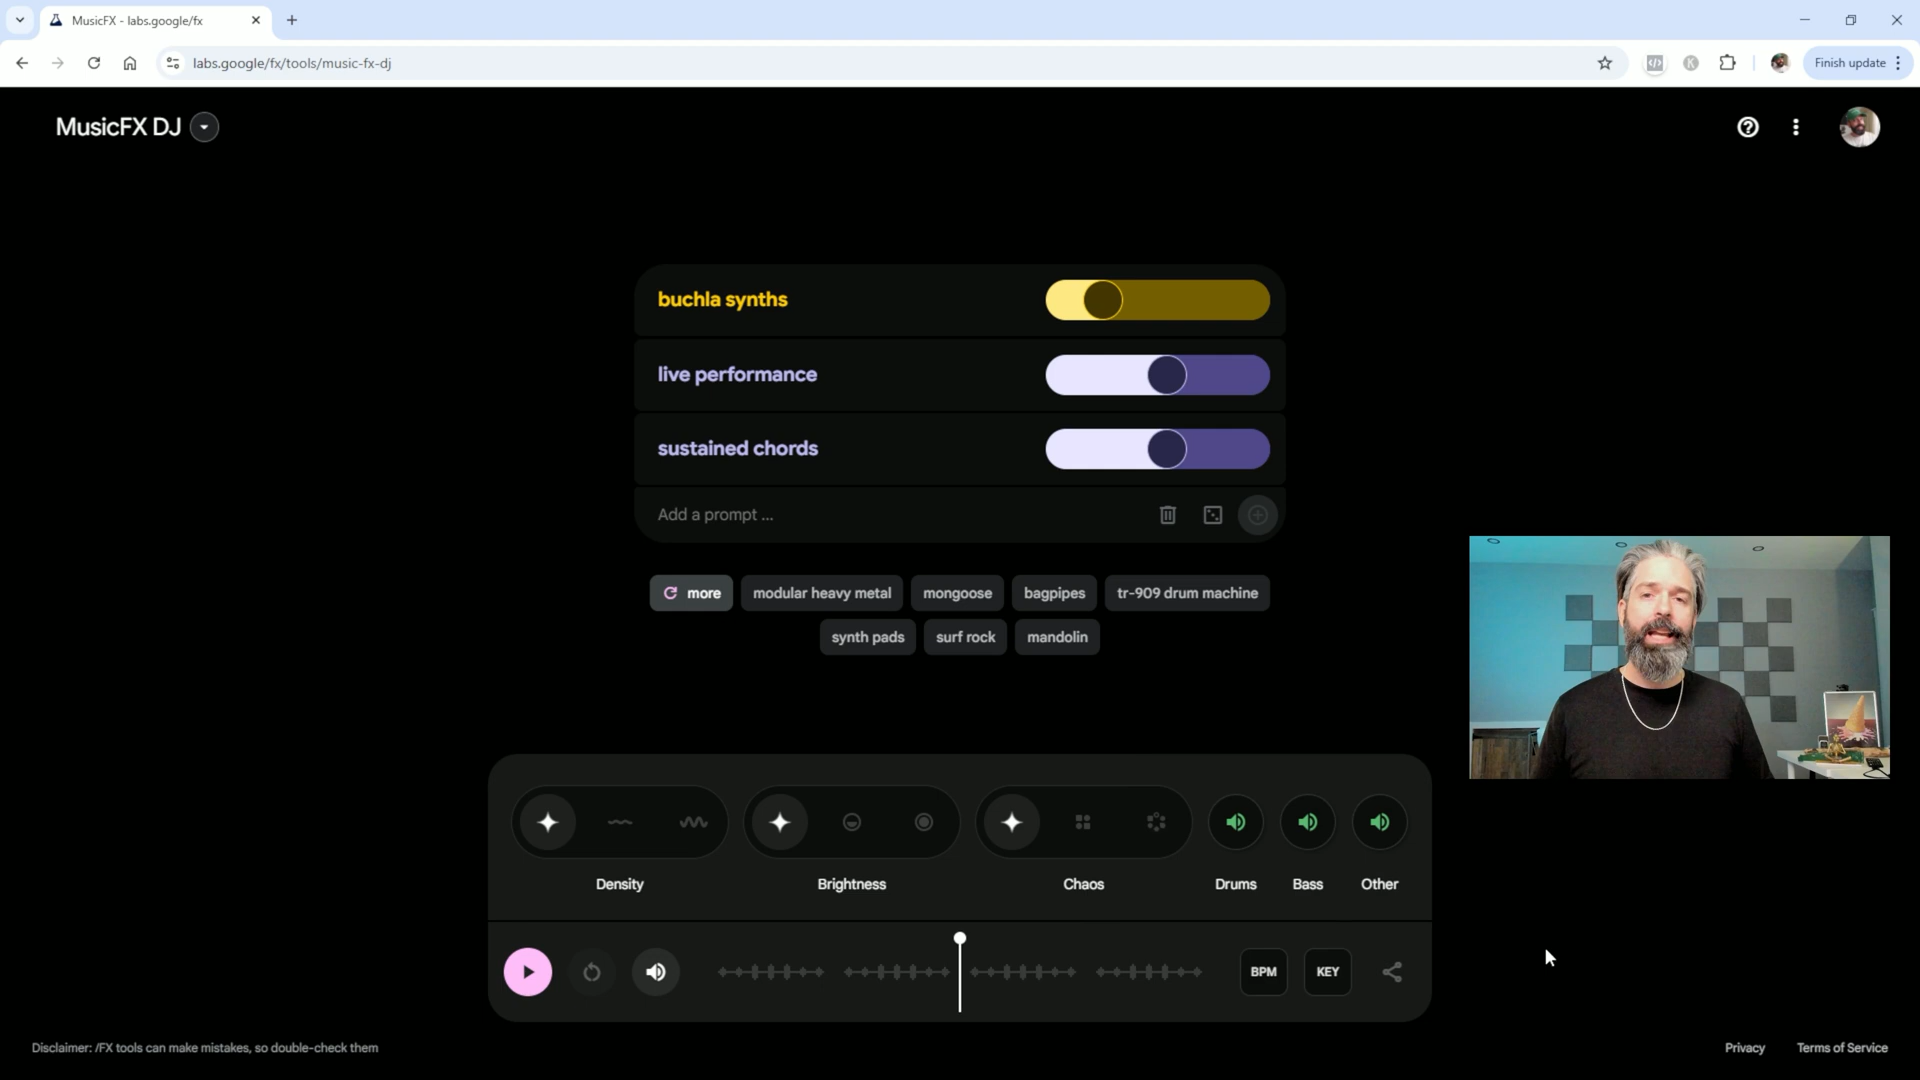 MusicFX - labs.google/fx
labs.google/fx/tools/music-fx-dj
Finish update
MusicFX DJ
buchla synths
live performance
sustained chords
Add a prompt ...
more
modular heavy metal
mongoose
bagpipes
tr-909 drum machine
synth pads
surf rock
mandolin
Density
Brightness
Chaos
Drums
Bass
Other
BPM
KEY
Disclaimer: /FX tools can make mistakes, so double-check them
Privacy
Terms of Service